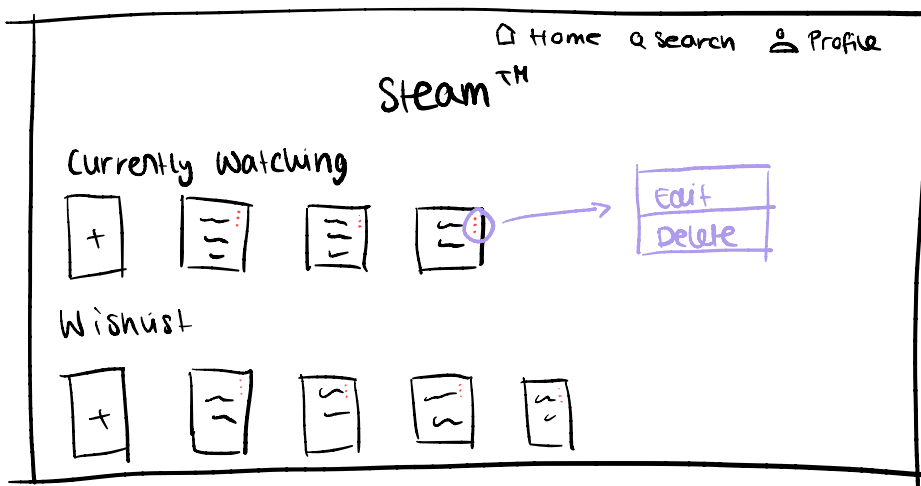 Home Search Profile
Steam™
Currently Watching
+
Edit
Delete
Wishlist
+